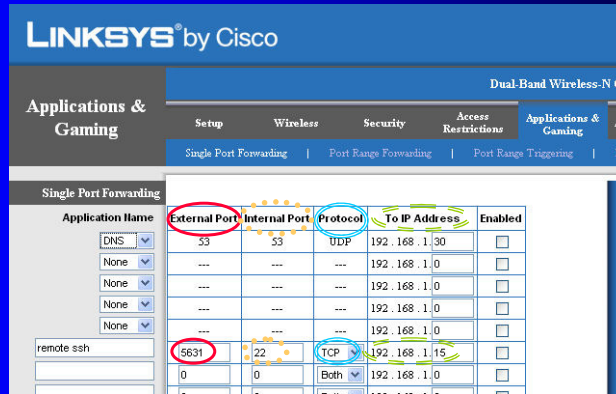 LINKSYS® by Cisco
Dual-Band Wireless-N
Applications & Gaming
Setup Wireless Security Access Restrictions Applications & Gaming
Single Port Forwarding | Port Range Forwarding | Port Range Triggering |
Single Port Forwarding
Application Name External Port Internal Port Protocol To IP Address Enabled
DNS 53 53 UDP 192 . 168 . 1. 30
None --- --- --- 192 . 168 . 1. 0
None --- --- --- 192 . 168 . 1. 0
None --- --- --- 192 . 168 . 1. 0
None --- --- --- 192 . 168 . 1. 0
remote ssh 5631 22 TCP 192 . 168 . 1. 15
0 0 Both 192 . 168 . 1. 0